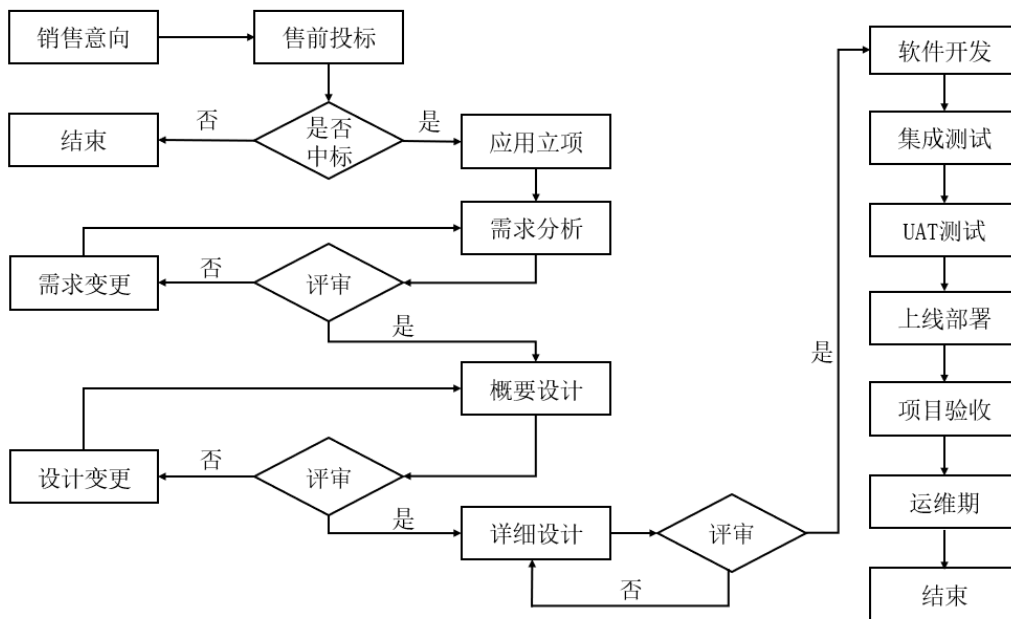 销售意向
售前投标
软件开发
结束
否
是否
中标
是
应用立项
集成测试
需求分析
UAT测试
需求变更
否
评审
上线部署
是
是
概要设计
项目验收
设计变更
否
评审
运维期
是
详细设计
评审
否
结束